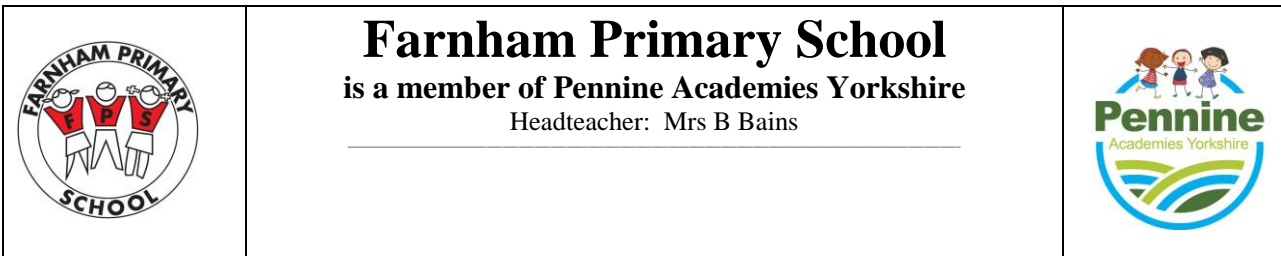 FARNHAM PRIMARY
FPS
SCHOOL
Farnham Primary School
is a member of Pennine Academies Yorkshire
Headteacher: Mrs B Bains
Pennine
Academies Yorkshire